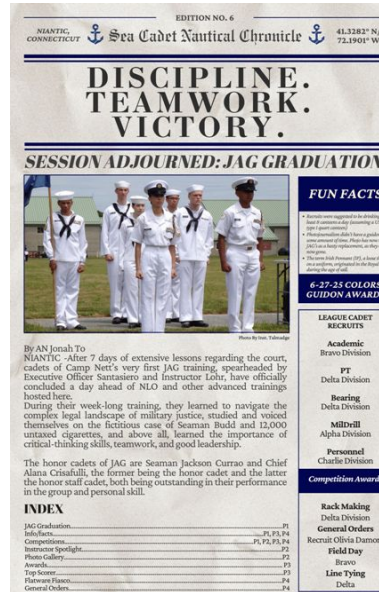 EDITION NO. 6
NIANTIC,
CONNECTICUT
Sea Cadet Nautical Chronicle
41.3282° N/
72.1901° W
DISCIPLINE.
TEAMWORK.
VICTORY.
SESSION ADJOURNED: JAG GRADUATION
Photo By Instr. Talmadge
By AN Jonah To
NIANTIC -After 7 days of extensive lessons regarding the court,
cadets of Camp Nett's very first JAG training, spearheaded by
Executive Officer Santasiero and Instructor Lohr, have officially
concluded a day ahead of NLO and other advanced trainings
hosted here.
During their week-long training, they learned to navigate the
complex legal landscape of military justice, studied and voiced
themselves on the fictitious case of Seaman Budd and 12,000
untaxed cigarettes, and above all, learned the importance of
critical-thinking skills, teamwork, and good leadership.
The honor cadets of JAG are Seaman Jackson Currao and Chief
Alana Crisafulli, the former being the honor cadet and the latter
the honor staff cadet, both being outstanding in their performance
in the group and personal skill.
INDEX
JAG Graduation P1
Info/facts P1, P3, P4
Competitions P1, P2, P3, P4
Instructor Spotlight P2
Photo Gallery P2
Awards P3
Top Scorer P3
Flatware Fiasco P4
General Orders P4
FUN FACTS
6-27-25 COLORS
GUIDON AWARD
LEAGUE CADET
RECRUITS
Academic
Bravo Division
PT
Delta Division
Bearing
Delta Division
MilDrill
Alpha Division
Personnel
Charlie Division
Competition Award
Rack Making
Delta Division
General Orders
Recruit Olivia Damon
Field Day
Bravo
Line Tying
Delta